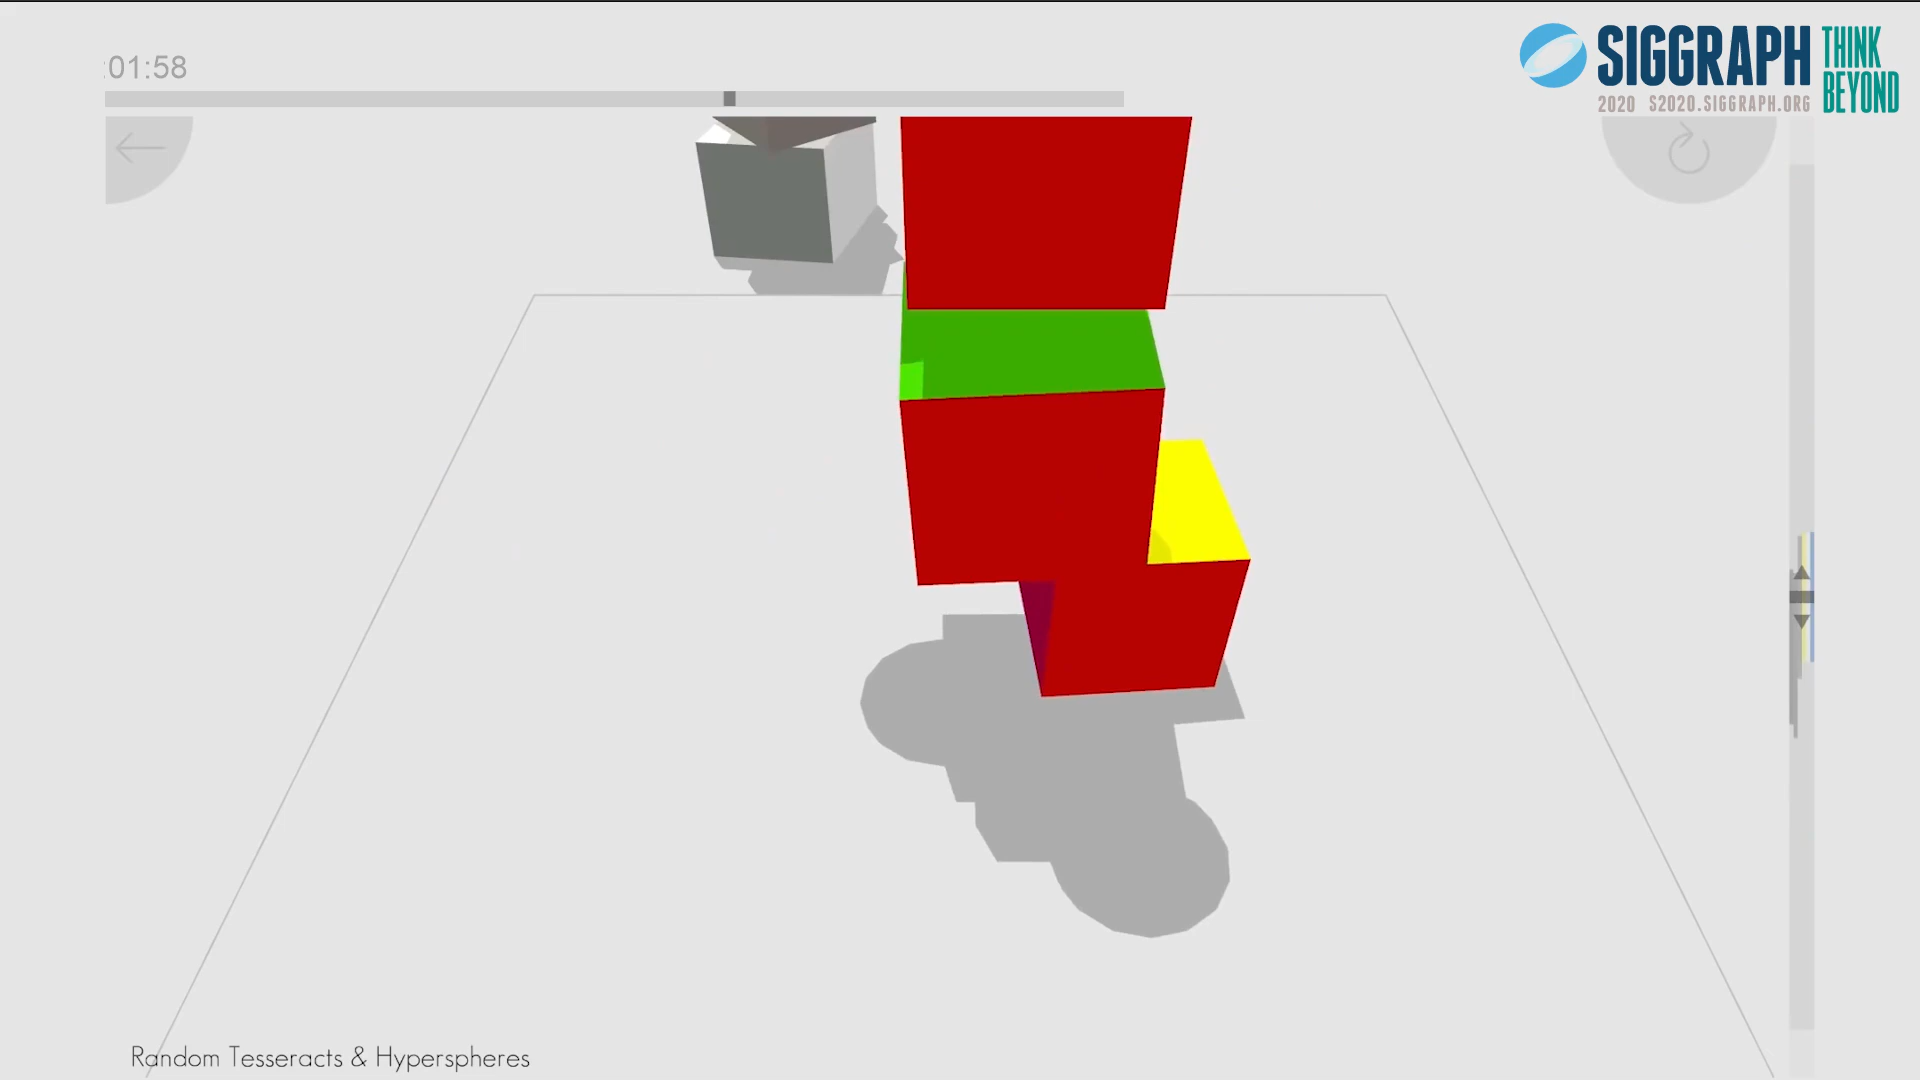 :01:58
SIGGRAPH
THINK
BEYOND
2020 S2020.SIGGRAPH.ORG
Random Tesseracts & Hyperspheres